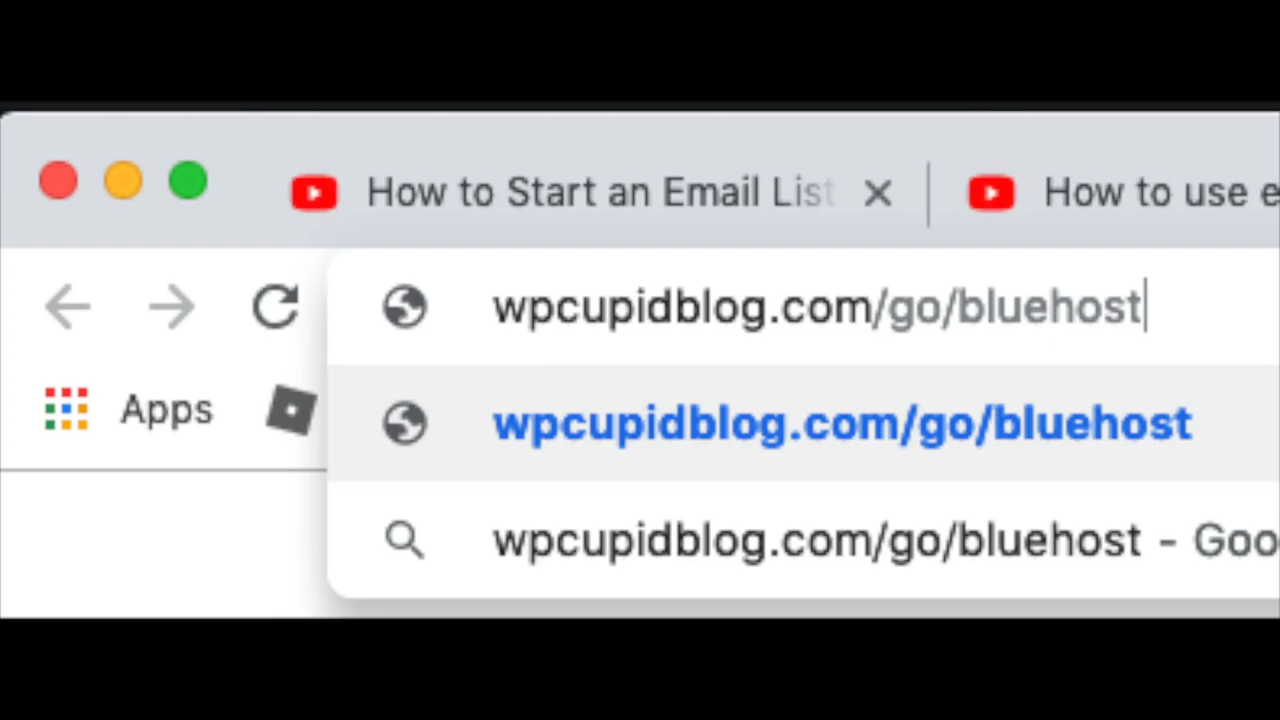 How to Start an Email List
How to use e
wpcupidblog.com/go/bluehost
Apps
wpcupidblog.com/go/bluehost
wpcupidblog.com/go/bluehost - Goo